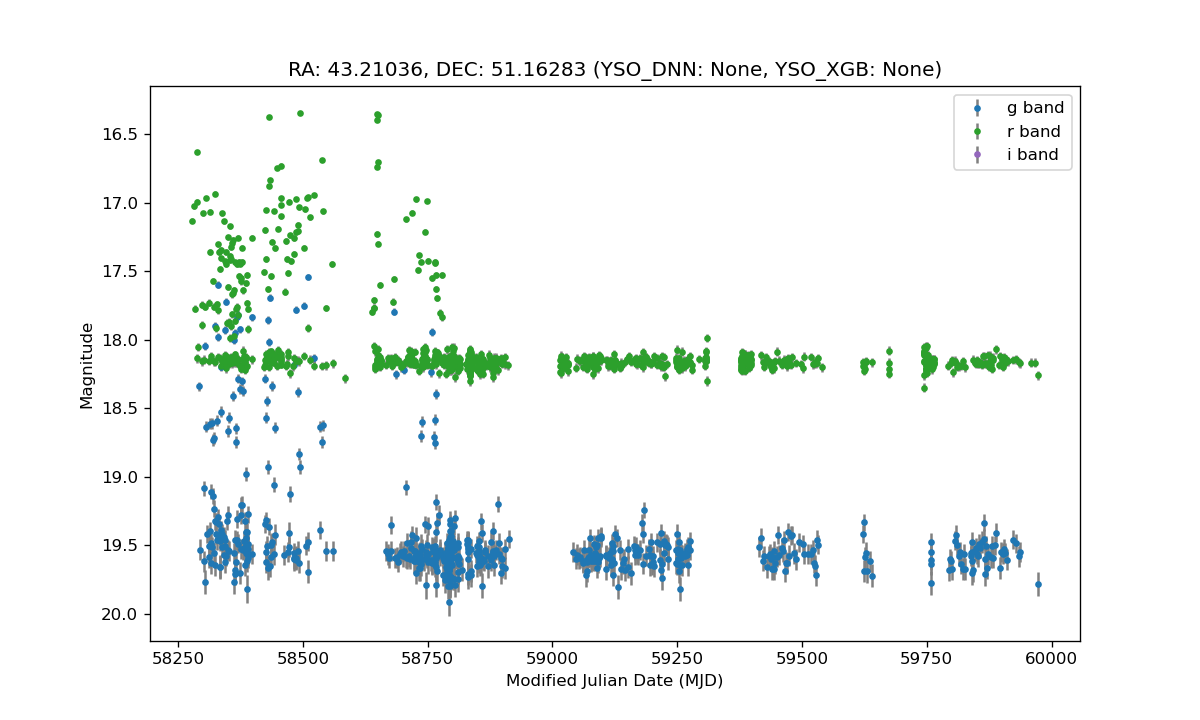 RA: 43.21036, DEC: 51.16283 (YSO_DNN: None, YSO_XGB: None)
g band
r band
i band
16.5
17.0
17.5
18.0
18.5
19.0
19.5
20.0
Magnitude
58250 58500 58750 59000 59250 59500 59750 60000
Modified Julian Date (MJD)